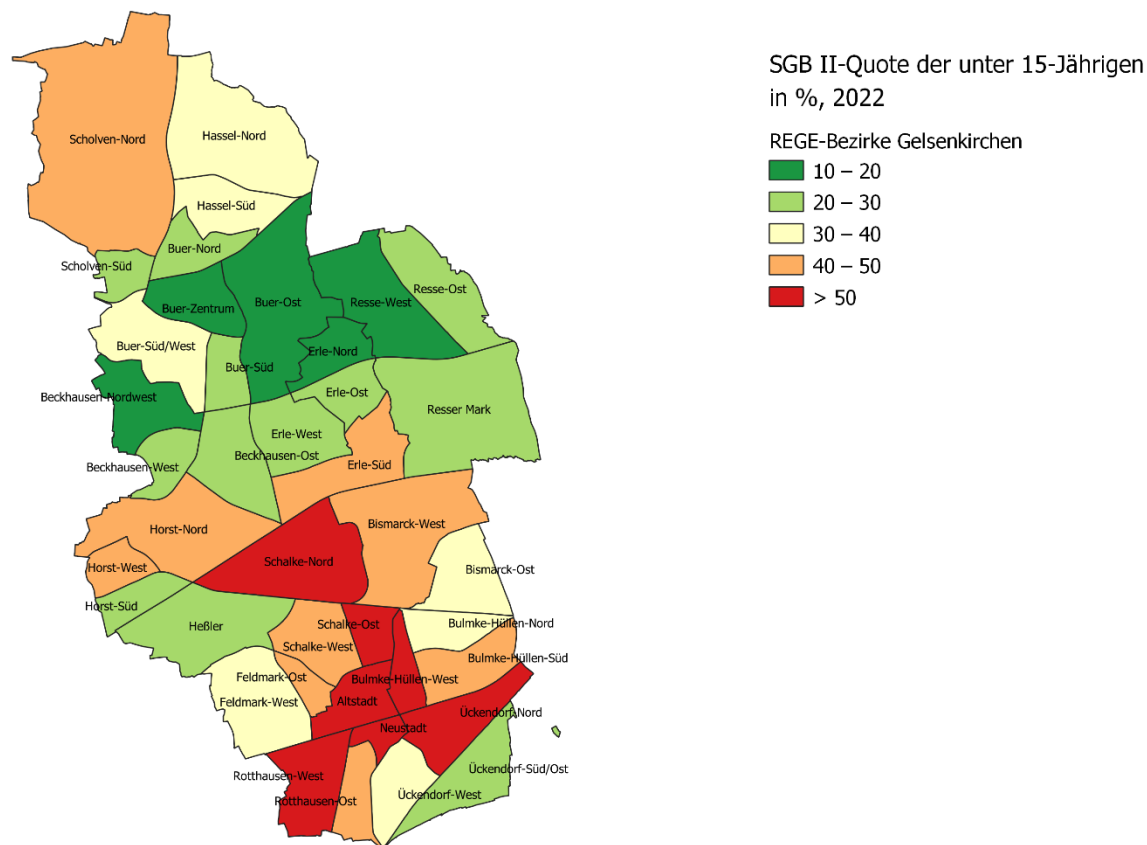 SGB II-Quote der unter 15-Jährigen
in %, 2022
REGE-Bezirke Gelsenkirchen
10 – 20
20 – 30
30 – 40
40 – 50
> 50
Scholven-Nord
Hassel-Nord
Hassel-Süd
Buer-Nord
Scholven-Süd
Resse-Ost
Buer-Zentrum
Buer-Ost
Resse-West
Buer-Süd/West
Erle-Nord
Buer-Süd
Erle-Ost
Beckhausen-Nordwest
Resser Mark
Erle-West
Beckhausen-Ost
Erle-Süd
Beckhausen-West
Horst-Nord
Bismarck-West
Schalke-Nord
Horst-West
Bismarck-Ost
Horst-Süd
Heßler
Schalke-Ost
Bulmke-Hüllen-Nord
Schalke-West
Bulmke-Hüllen-Süd
Feldmark-Ost
Bulmke-Hüllen-West
Feldmark-West
Altstadt
Ückendorf-Nord
Neustadt
Ückendorf-Süd/Ost
Rotthausen-West
Ückendorf-West
Rotthausen-Ost